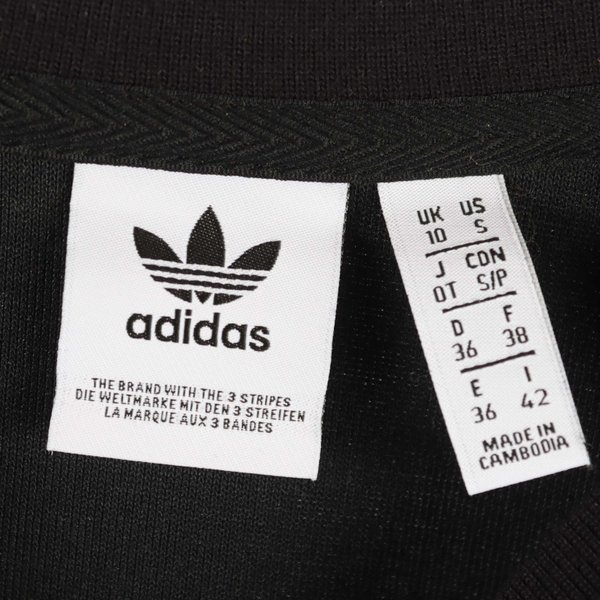 adidas
THE BRAND WITH THE 3 STRIPES
DIE WELTMARKE MIT DEN 3 STREIFEN
LA MARQUE AUX 3 BANDES
UK US
10 S
J CDN
OT S/P
D F
36 38
E I
36 42
MADE IN
CAMBODIA